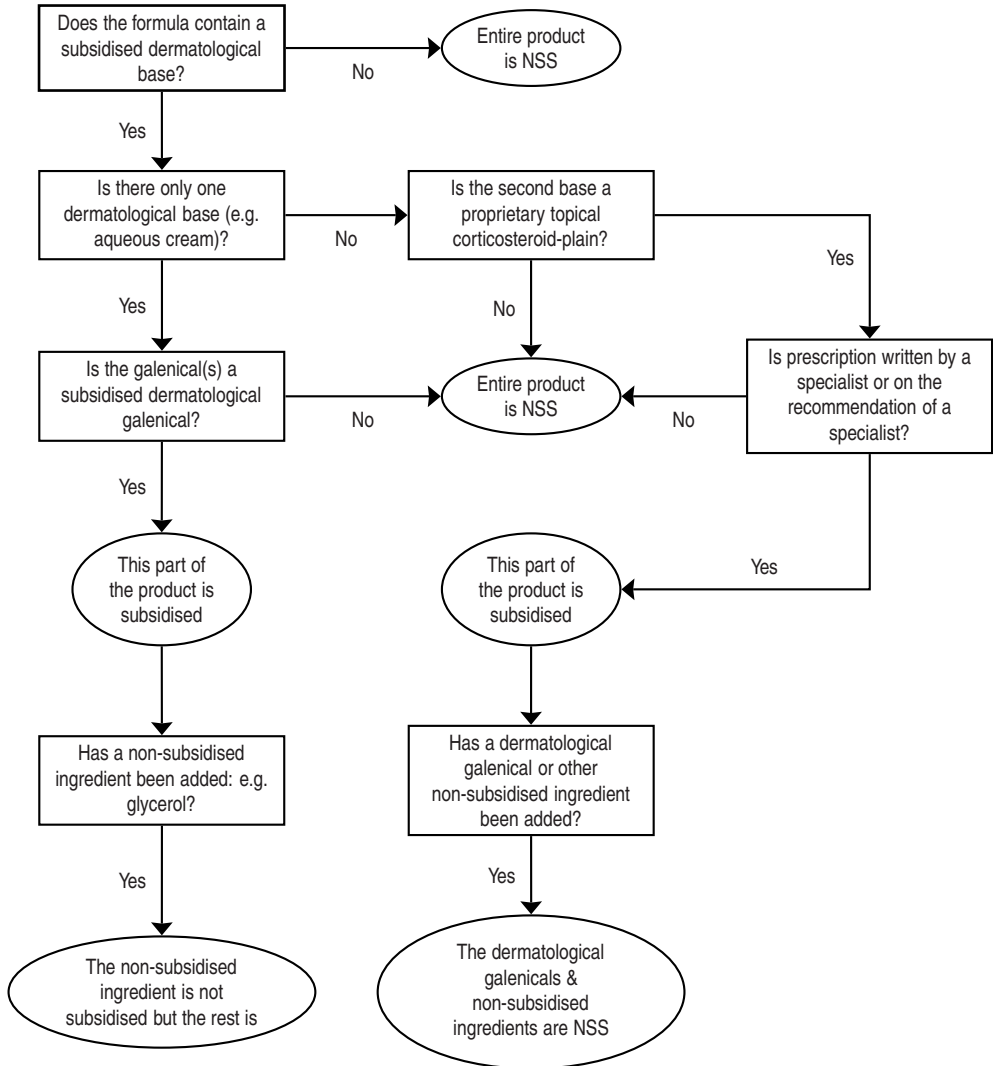 Does the formula contain a
subsidised dermatological
base?
No
Entire product
is NSS
Yes
Is there only one
dermatological base (e.g.
aqueous cream)?
No
Is the second base a
proprietary topical
corticosteroid-plain?
Yes
Yes
No
Is the galenical(s) a
subsidised dermatological
galenical?
No
Entire product
is NSS
No
Is prescription written by a
specialist or on the
recommendation of a
specialist?
Yes
This part of
the product is
subsidised
This part of
the product is
subsidised
Yes
Has a non-subsidised
ingredient been added: e.g.
glycerol?
Has a dermatological
galenical or other
non-subsidised ingredient
been added?
Yes
Yes
The non-subsidised
ingredient is not
subsidised but the rest is
The dermatological
galenicals &
non-subsidised
ingredients are NSS